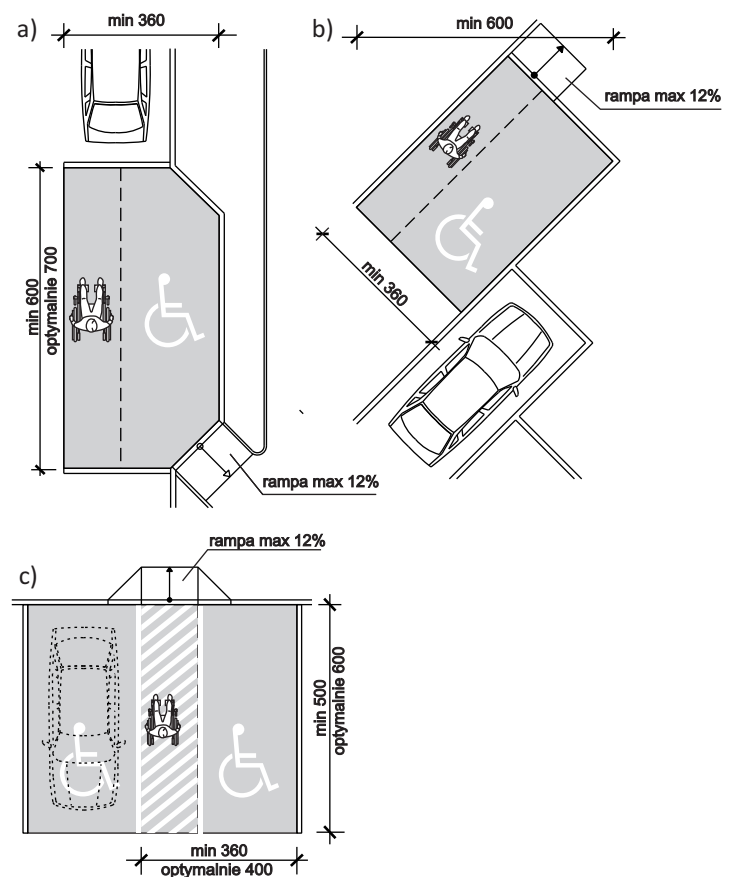 a)
min 360
min 600
optymalnie 700
rampa max 12%
b)
min 600
rampa max 12%
min 360
c)
rampa max 12%
min 500
optymalnie 600
min 360
optymalnie 400